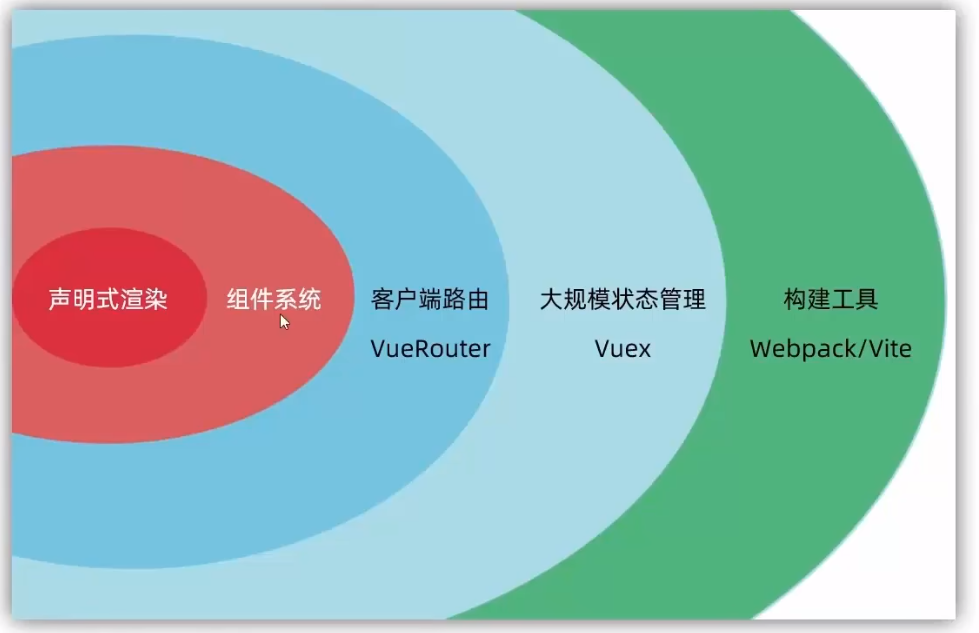 声明式渲染
组件系统
客户端路由
VueRouter
大规模状态管理
Vuex
构建工具
Webpack/Vite